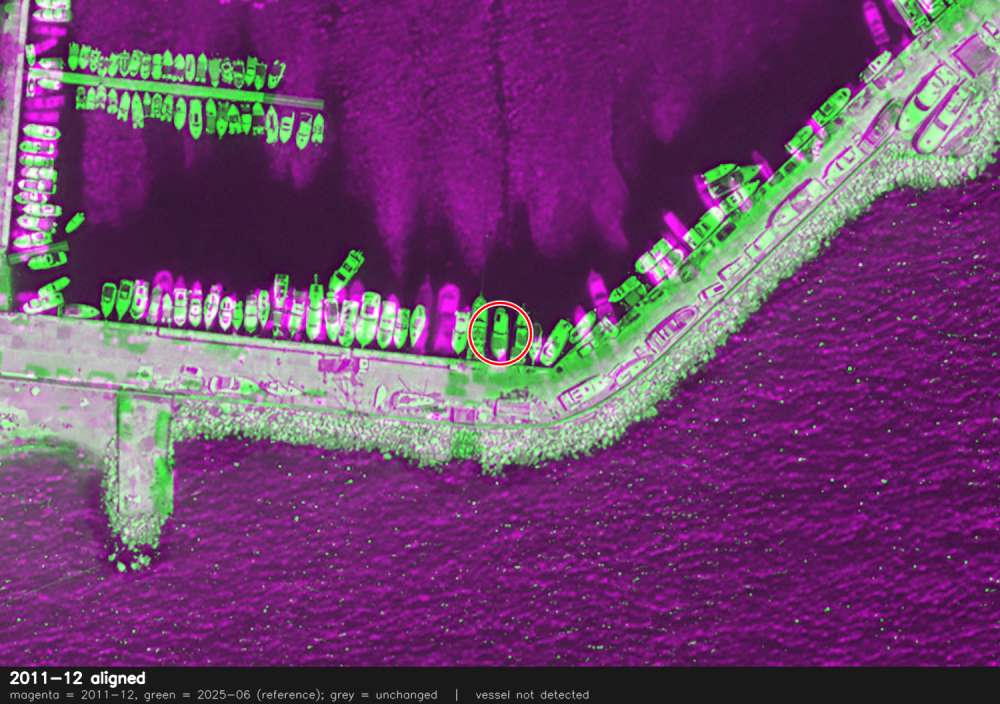 2011-12 aligned
magenta = 2011-12, green = 2025-06 (reference); grey = unchanged | vessel not detected